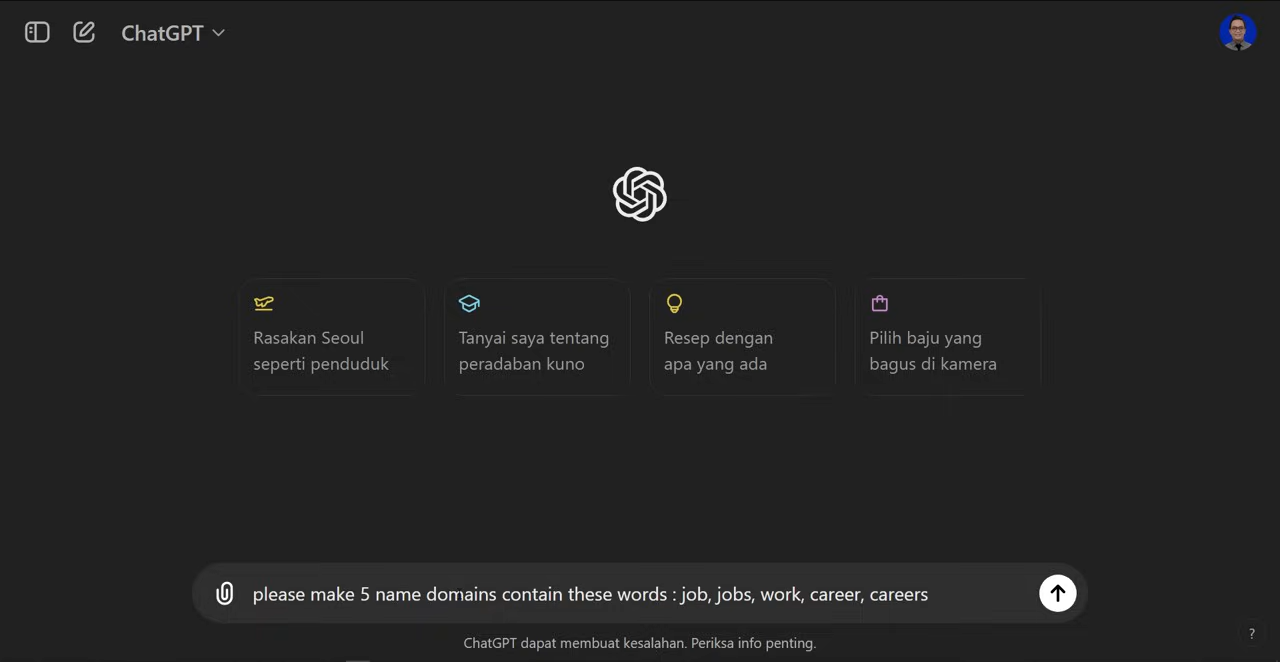 ChatGPT
Rasakan Seoul
seperti penduduk
Tanyai saya tentang
peradaban kuno
Resep dengan
apa yang ada
Pilih baju yang
bagus di kamera
please make 5 name domains contain these words : job, jobs, work, career, careers
ChatGPT dapat membuat kesalahan. Periksa info penting.
?